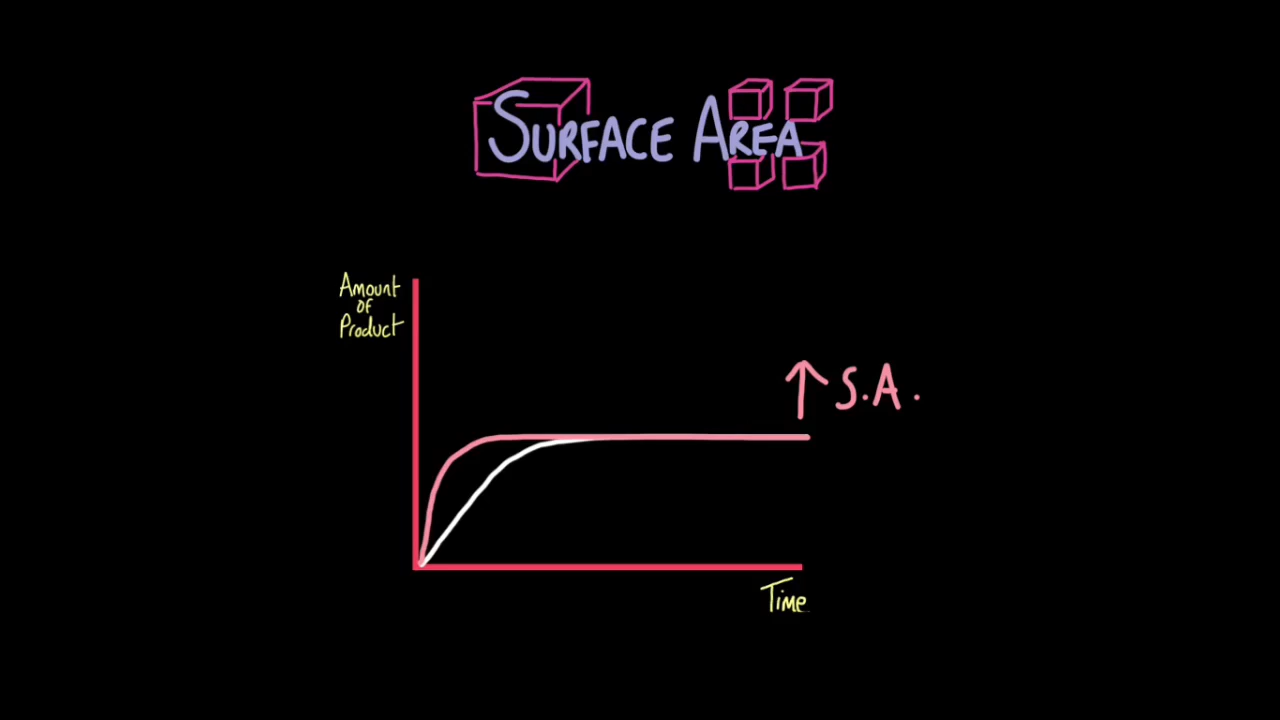 SURFACE AREA
Amount
of
Product
↑ S.A.
Time